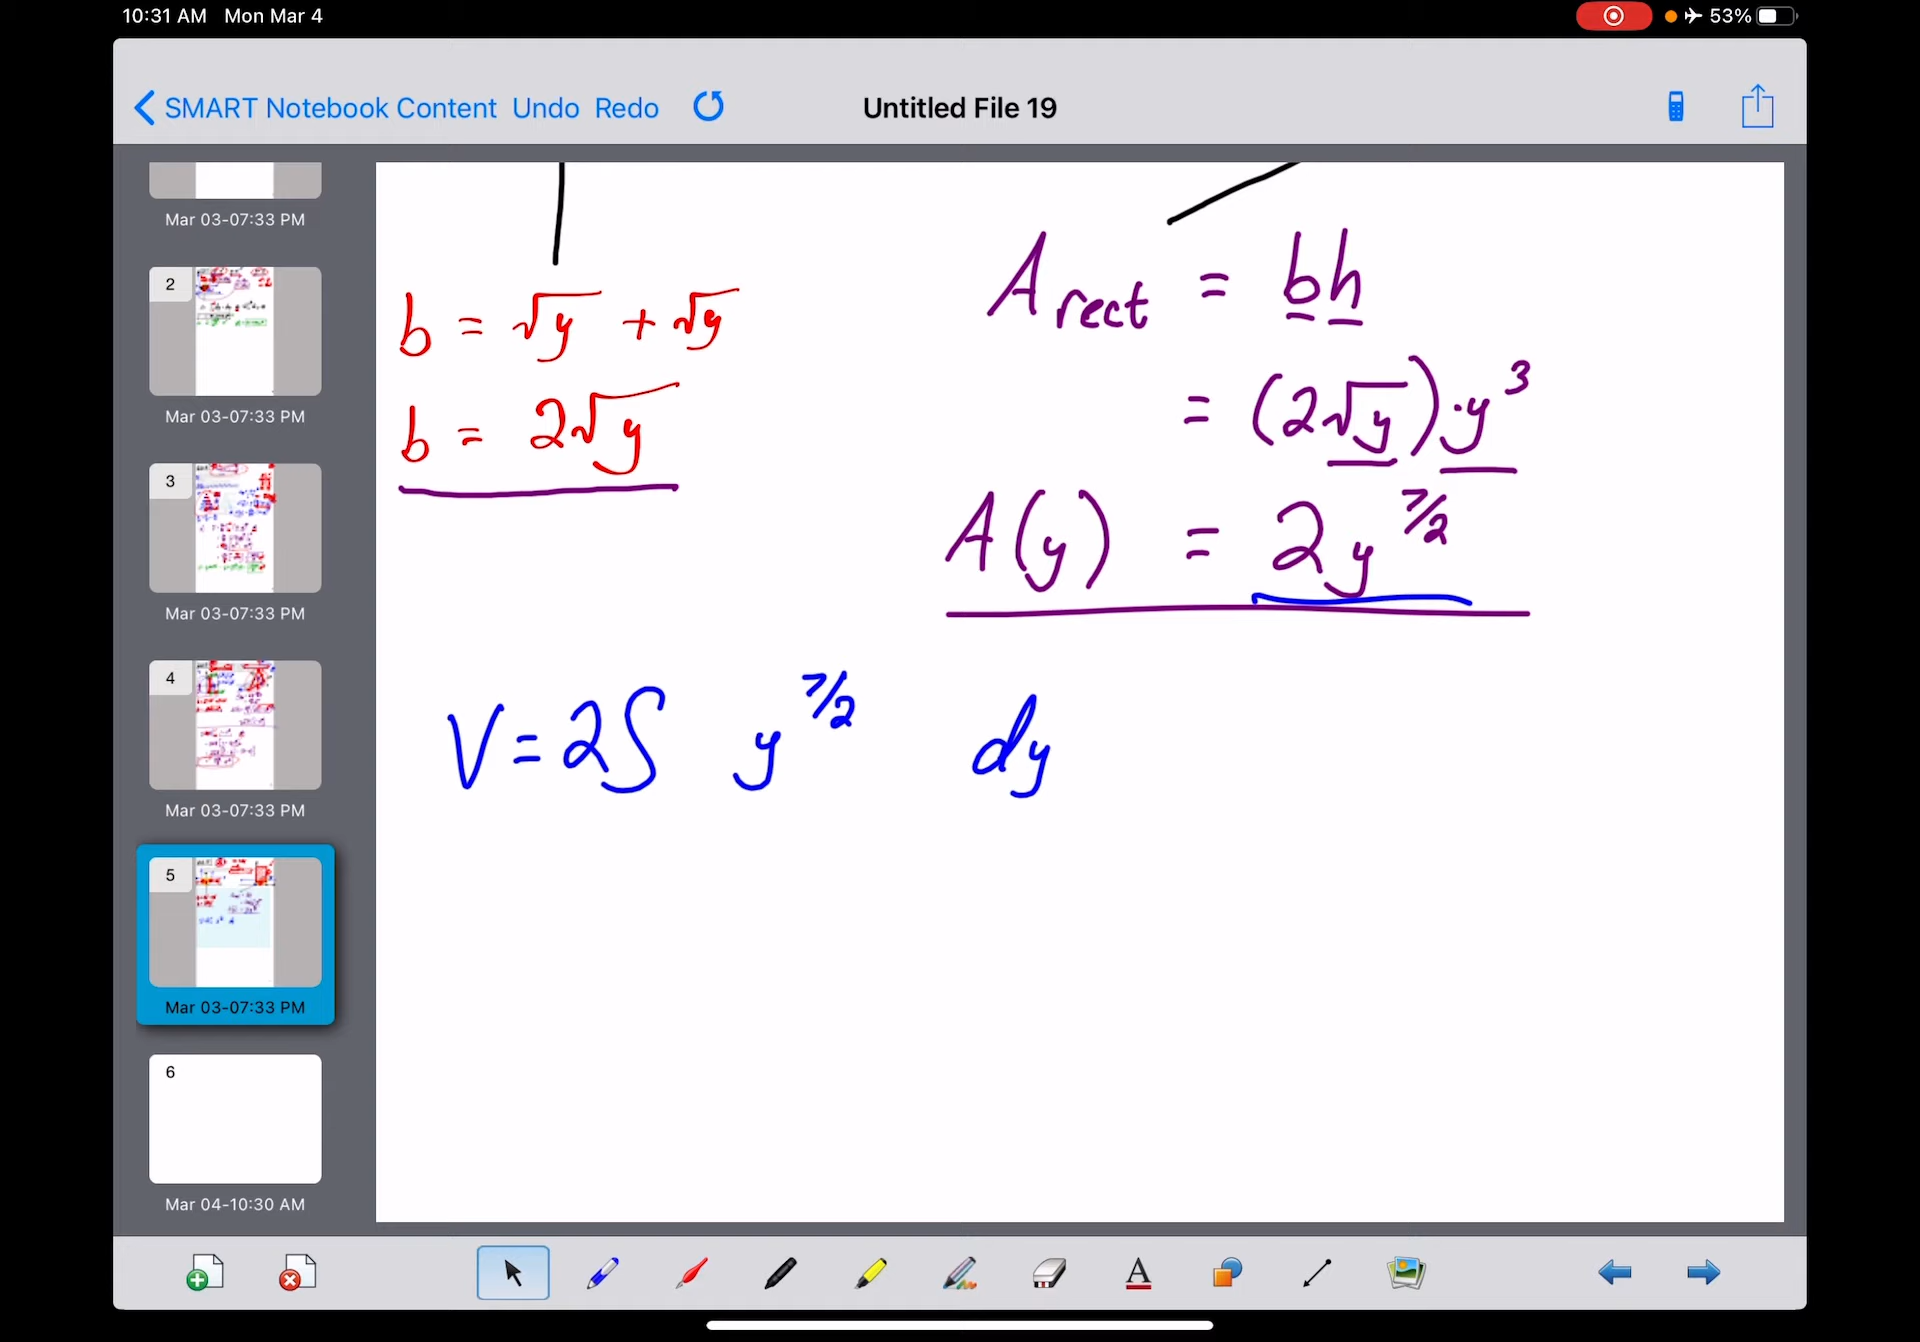 10:31 AM Mon Mar 4
53%
SMART Notebook Content Undo Redo
Untitled File 19
Mar 03-07:33 PM
2
Mar 03-07:33 PM
3
Mar 03-07:33 PM
4
Mar 03-07:33 PM
5
Mar 03-07:33 PM
6
Mar 04-10:30 AM
b = √y + √y
b = 2√y
A rect = bh
= (2√y) · y³
A(y) = 2y^7/2
V = 2∫ y^7/2 dy
A